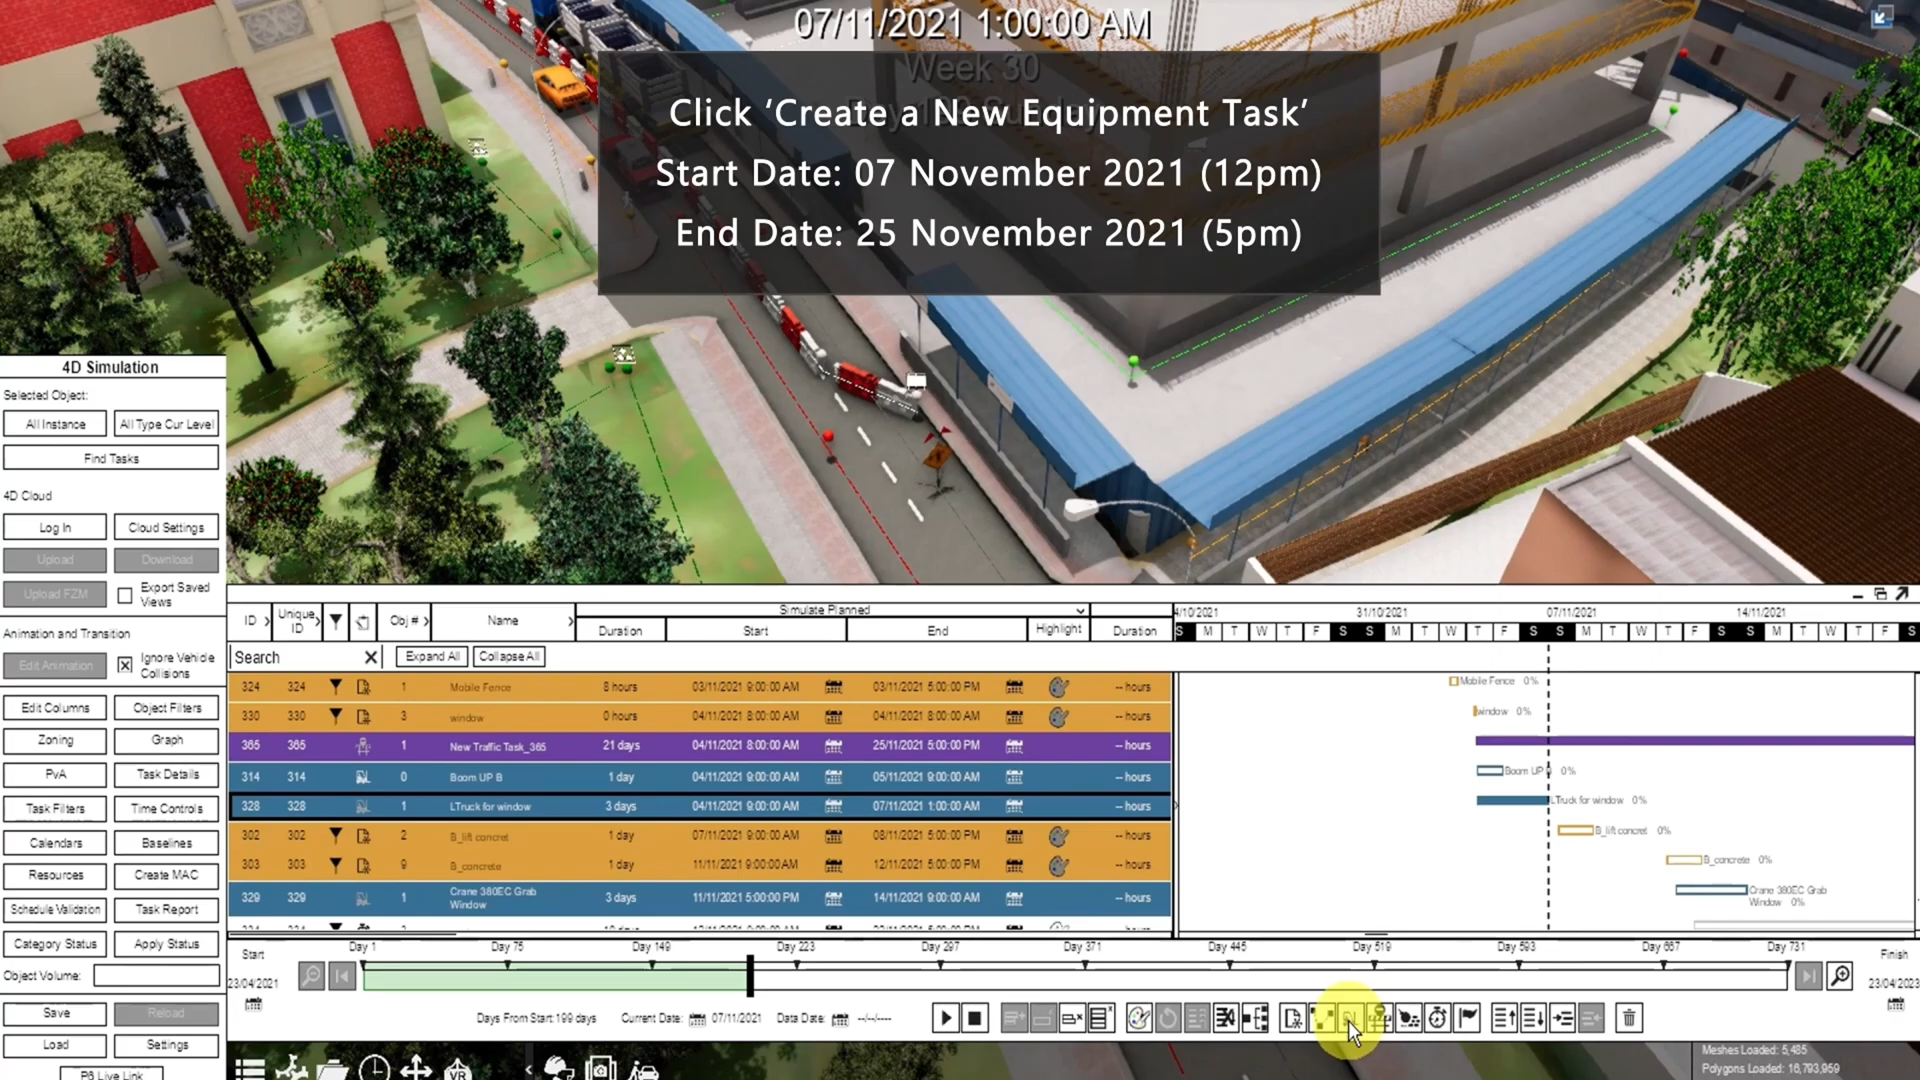 07/11/2021 1:00:00 AM
Week 30
Click ‘Create a New Equipment Task’
Start Date: 07 November 2021 (12pm)
End Date: 25 November 2021 (5pm)
4D Simulation
Selected Object:
All Instance All Type Cur Level
Find Tasks
4D Cloud
Log In Cloud Settings
Upload Download
Upload FZM Export Saved Views
Animation and Transition
Edit Animation Ignore Vehicle Collisions
Edit Columns Object Filters
Zoning Graph
PvA Task Details
Task Filters Time Controls
Calendars Baselines
Resources Create MAC
Schedule Validation Task Report
Category Status Apply Status
Object Volume:
Save Reload
Load Settings
P6 Live Link
ID Unique ID Obj # Name Simulate Planned
Duration Start End Highlight Duration
Search Expand All Collapse All
324 324 1 Mobile Fence 8 hours 03/11/2021 9:00:00 AM 03/11/2021 5:00:00 PM -- hours
330 330 3 window 0 hours 04/11/2021 8:00:00 AM 04/11/2021 8:00:00 AM -- hours
365 365 1 New Traffic Task_365 21 days 04/11/2021 8:00:00 AM 25/11/2021 5:00:00 PM -- hours
314 314 0 Boom UP B 1 day 04/11/2021 9:00:00 AM 05/11/2021 9:00:00 AM -- hours
328 328 1 LTruck for window 3 days 04/11/2021 9:00:00 AM 07/11/2021 1:00:00 AM -- hours
302 302 2 B_lift concret 1 day 07/11/2021 9:00:00 AM 08/11/2021 5:00:00 PM -- hours
303 303 9 B_concrete 1 day 11/11/2021 9:00:00 AM 12/11/2021 5:00:00 PM -- hours
329 329 1 Crane 380EC Grab Window 3 days 11/11/2021 5:00:00 PM 14/11/2021 9:00:00 AM -- hours
4/10/2021 31/10/2021 07/11/2021 14/11/2021
S M T W T F S S M T W T F S S M T W T F S S M T W T F S
Mobile Fence 0%
window 0%
Boom UP 0%
LTruck for window 0%
B_lift concret 0%
B_concrete 0%
Crane 380EC Grab
Window 0%
Start Day 1 Day 75 Day 149 Day 223 Day 297 Day 371 Day 445 Day 519 Day 593 Day 667 Day 731 Finish
23/04/2021 23/04/2023
Days From Start: 199 days Current Date: 07/11/2021 Data Date: --/--/----
VR
Meshes Loaded: 5,485
Polygons Loaded: 16,793,959